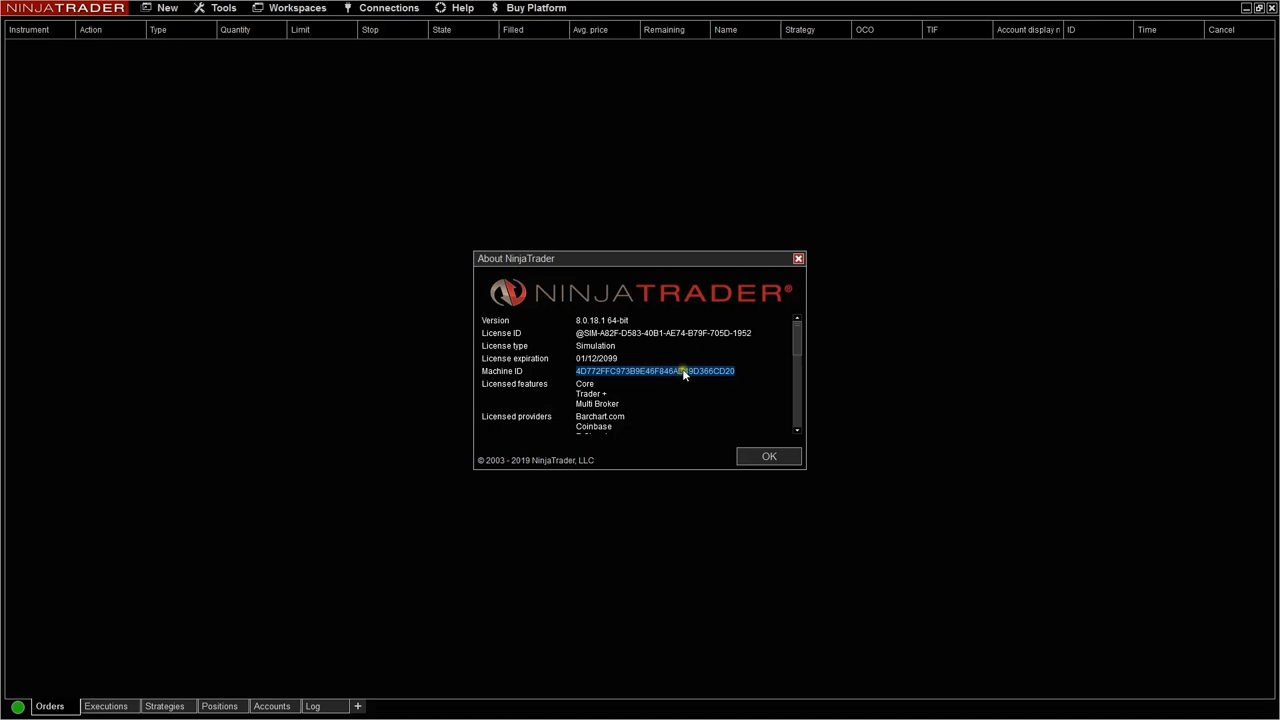 NINJATRADER New Tools Workspaces Connections Help Buy Platform
Instrument Action Type Quantity Limit Stop State Filled Avg. price Remaining Name Strategy OCO TIF Account display n ID Time Cancel
About NinjaTrader
NINJATRADER®
Version 8.0.18.1 64-bit
License ID @SIM-A82F-D583-40B1-AE74-B79F-705D-1952
License type Simulation
License expiration 01/12/2099
Machine ID
Licensed features Core
Trader +
Multi Broker
Licensed providers Barchart.com
Coinbase
© 2003 - 2019 NinjaTrader, LLC
OK
Orders Executions Strategies Positions Accounts Log +